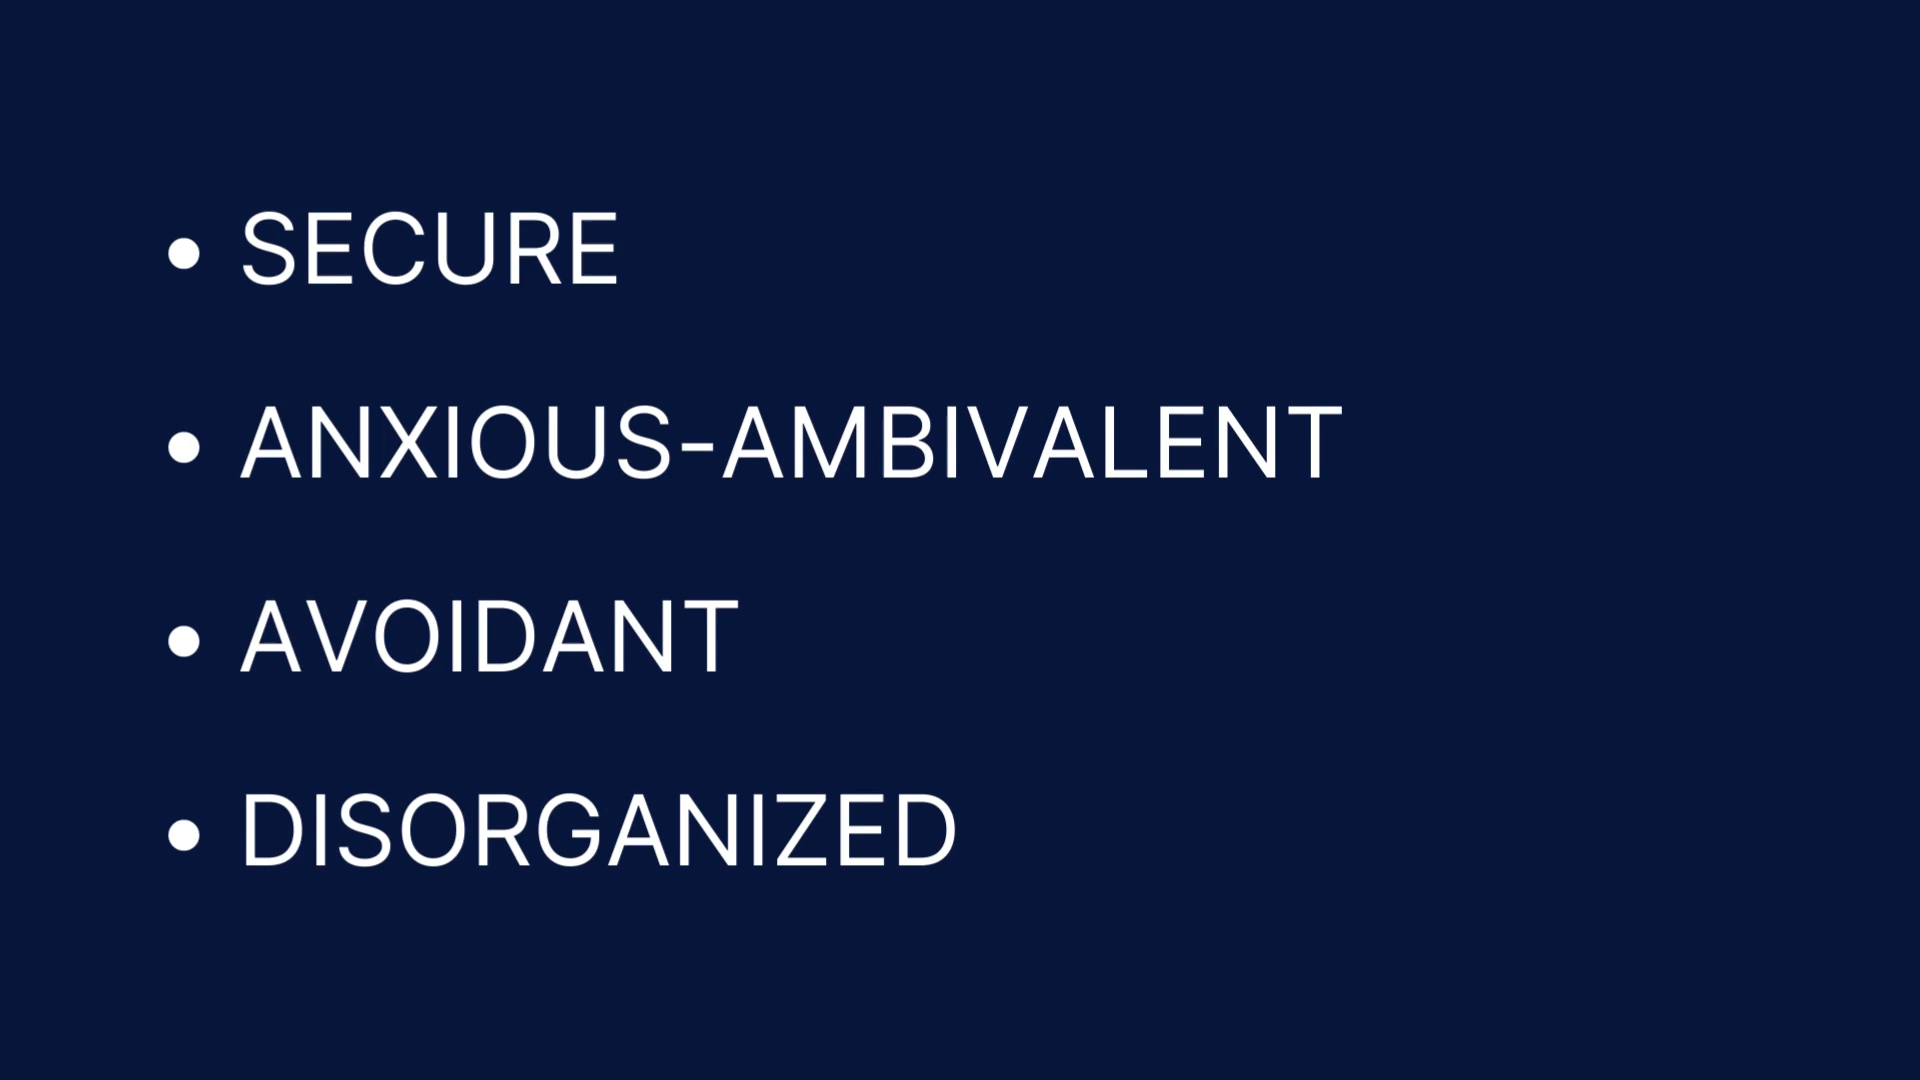 • SECURE
• ANXIOUS-AMBIVALENT
• AVOIDANT
• DISORGANIZED